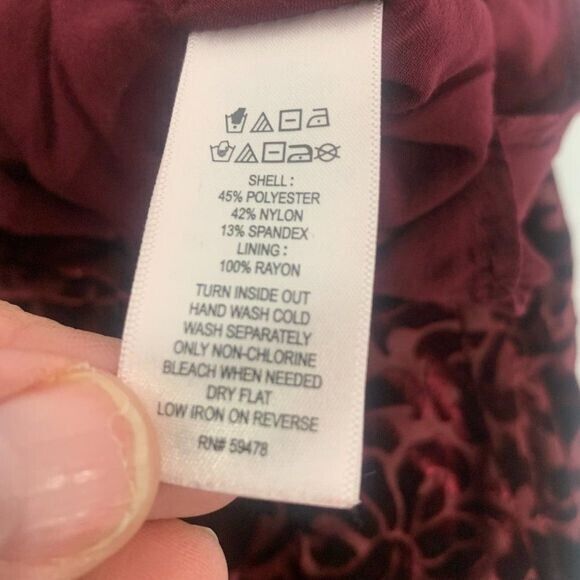 SHELL :
45% POLYESTER
42% NYLON
13% SPANDEX
LINING :
100% RAYON
TURN INSIDE OUT
HAND WASH COLD
WASH SEPARATELY
ONLY NON-CHLORINE
BLEACH WHEN NEEDED
DRY FLAT
LOW IRON ON REVERSE
RN# 59478